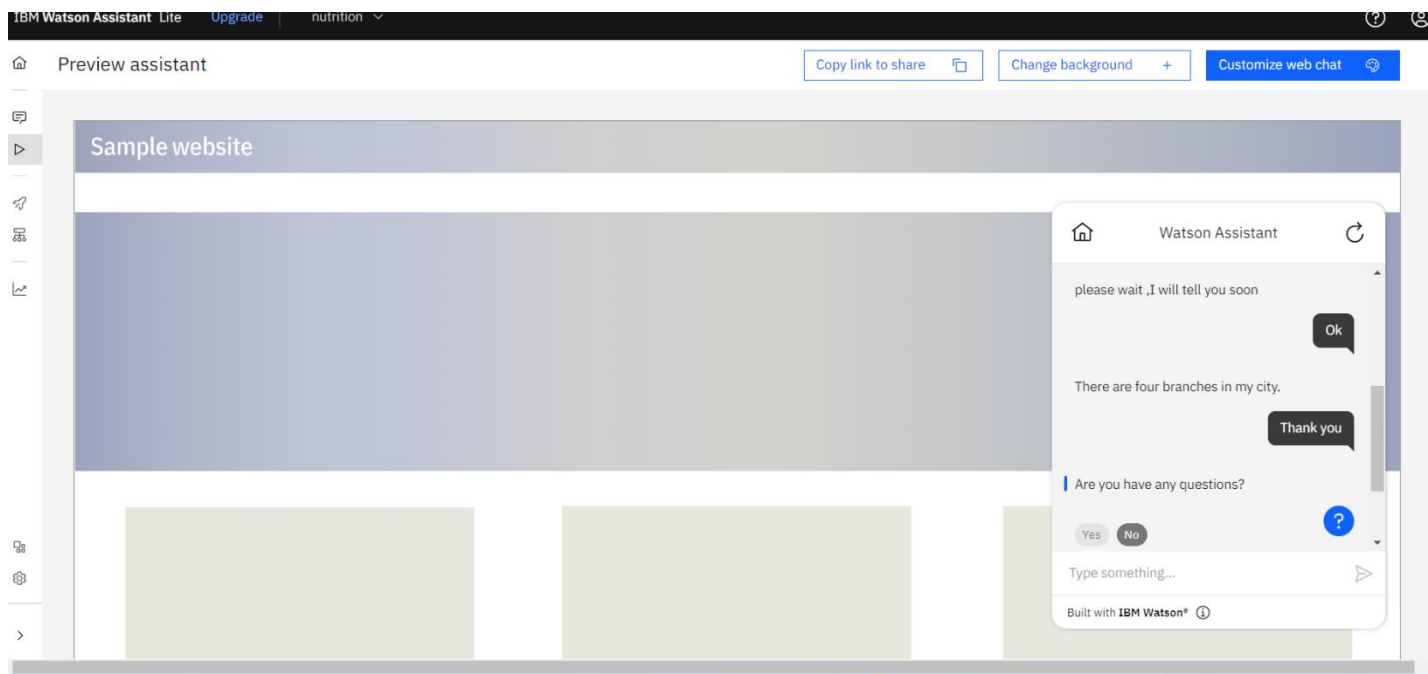 IBM Watson Assistant Lite Upgrade nutrition
Preview assistant
Copy link to share
Change background +
Customize web chat
Sample website
Watson Assistant
please wait ,I will tell you soon
Ok
There are four branches in my city.
Thank you
Are you have any questions?
Yes No
Type something...
Built with IBM Watson®